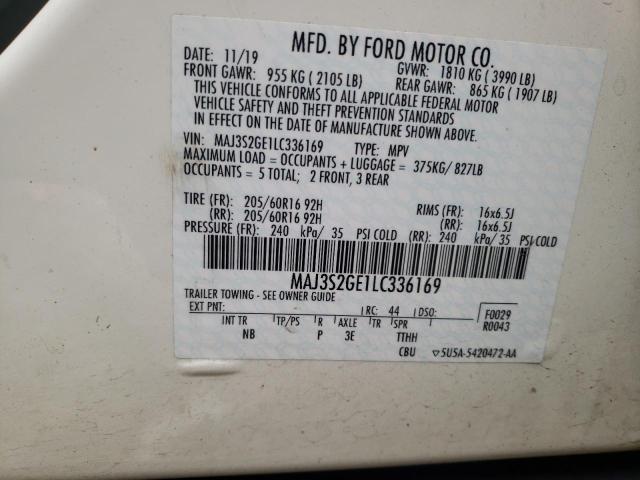 MFD. BY FORD MOTOR CO.
DATE: 11/19 GVWR: 1810 KG ( 3990 LB)
FRONT GAWR: 955 KG ( 2105 LB) REAR GAWR: 865 KG ( 1907 LB)
THIS VEHICLE CONFORMS TO ALL APPLICABLE FEDERAL MOTOR
VEHICLE SAFETY AND THEFT PREVENTION STANDARDS
IN EFFECT ON THE DATE OF MANUFACTURE SHOWN ABOVE.
VIN: MAJ3S2GE1LC336169 TYPE: MPV
MAXIMUM LOAD = OCCUPANTS + LUGGAGE = 375KG/ 827LB
OCCUPANTS = 5 TOTAL; 2 FRONT, 3 REAR
TIRE (FR): 205/60R16 92H RIMS (FR): 16x6.5J
(RR): 205/60R16 92H (RR): 16x6.5J
PRESSURE (FR): 240 kPa/ 35 PSI COLD (RR): 240 kPa/ 35 PSI COLD
MAJ3S2GE1LC336169
TRAILER TOWING - SEE OWNER GUIDE
EXT PNT: RC: 44 DSO: F0029
R0043
INT TR TP/PS R AXLE TR SPR
NB P 3E TTHH
CBU ▽5U5A-5420472-AA